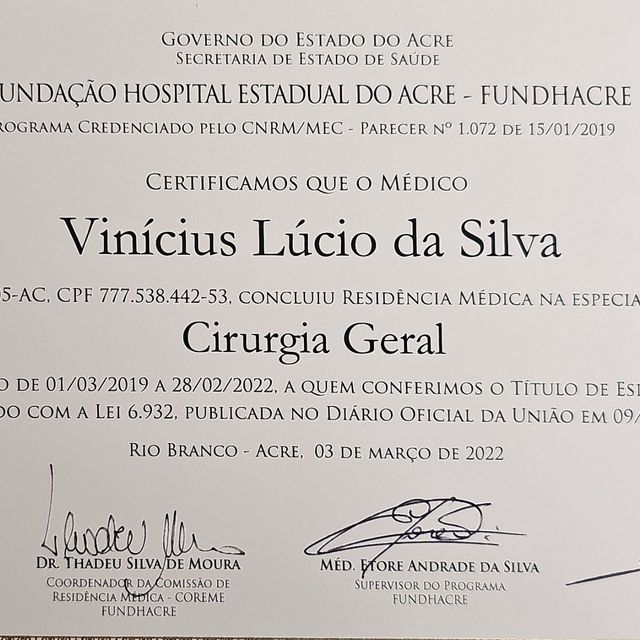 GOVERNO DO ESTADO DO ACRE
SECRETARIA DE ESTADO DE SAÚDE
UNDAÇÃO HOSPITAL ESTADUAL DO ACRE - FUNDHACRE
ROGRAMA CREDENCIADO PELO CNRM/MEC - PARECER Nº 1.072 DE 15/01/2019
CERTIFICAMOS QUE O MÉDICO
Vinícius Lúcio da Silva
5-AC, CPF 777.538.442-53, CONCLUIU RESIDÊNCIA MÉDICA NA ESPECIA
Cirurgia Geral
O DE 01/03/2019 A 28/02/2022, A QUEM CONFERIMOS O TÍTULO DE ES
DO COM A LEI 6.932, PUBLICADA NO DIÁRIO OFICIAL DA UNIÃO EM 09/
RIO BRANCO - ACRE, 03 DE MARÇO DE 2022
DR. THADEU SILVA DE MOURA
COORDENADOR DA COMISSÃO DE
RESIDÊNCIA MÉDICA - COREME
FUNDHACRE
MÉD. ETORE ANDRADE DA SILVA
SUPERVISOR DO PROGRAMA
FUNDHACRE